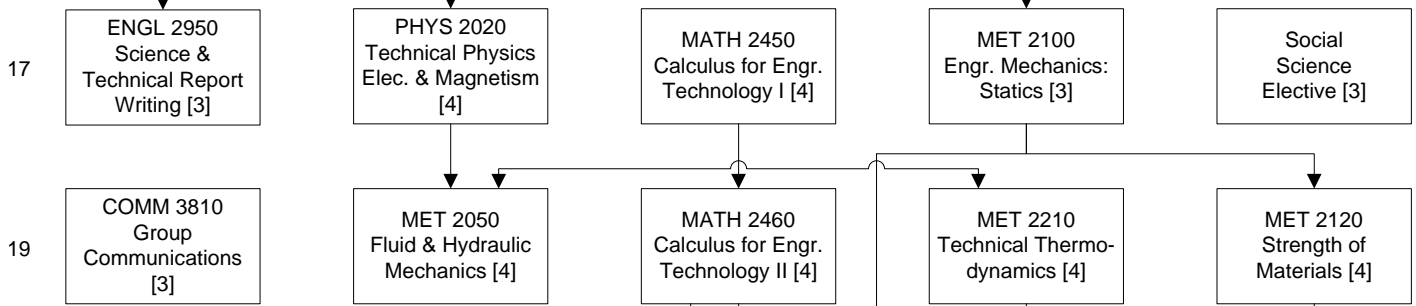 17
ENGL 2950
Science &
Technical Report
Writing [3]
PHYS 2020
Technical Physics
Elec. & Magnetism
[4]
MATH 2450
Calculus for Engr.
Technology I [4]
MET 2100
Engr. Mechanics:
Statics [3]
Social
Science
Elective [3]
19
COMM 3810
Group
Communications
[3]
MET 2050
Fluid & Hydraulic
Mechanics [4]
MATH 2460
Calculus for Engr.
Technology II [4]
MET 2210
Technical Thermo-
dynamics [4]
MET 2120
Strength of
Materials [4]